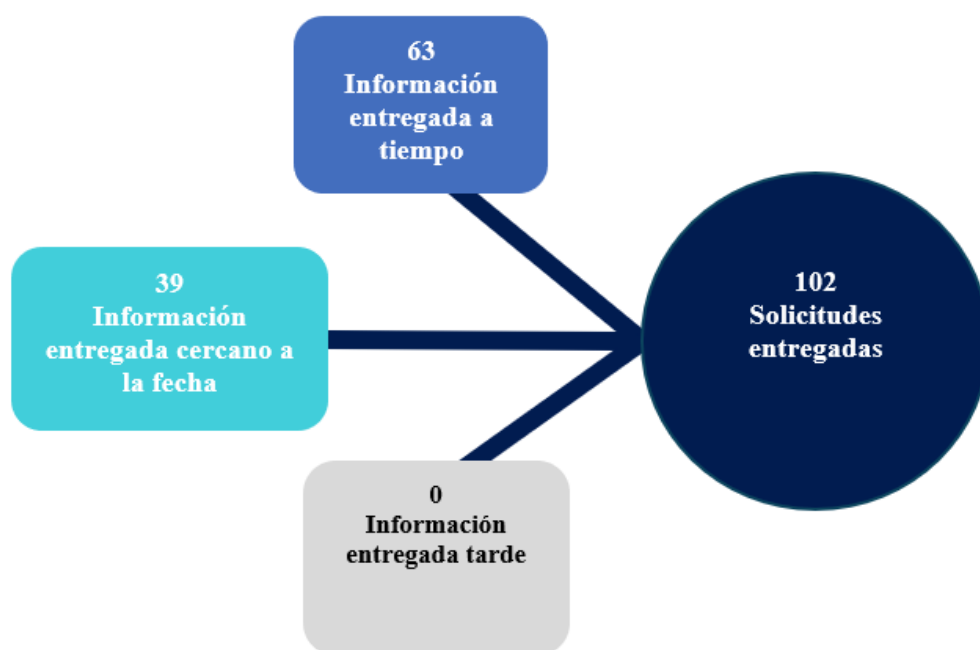 63
Información
entregada a
tiempo
39
Información
entregada cercano a
la fecha
0
Información
entregada tarde
102
Solicitudes
entregadas